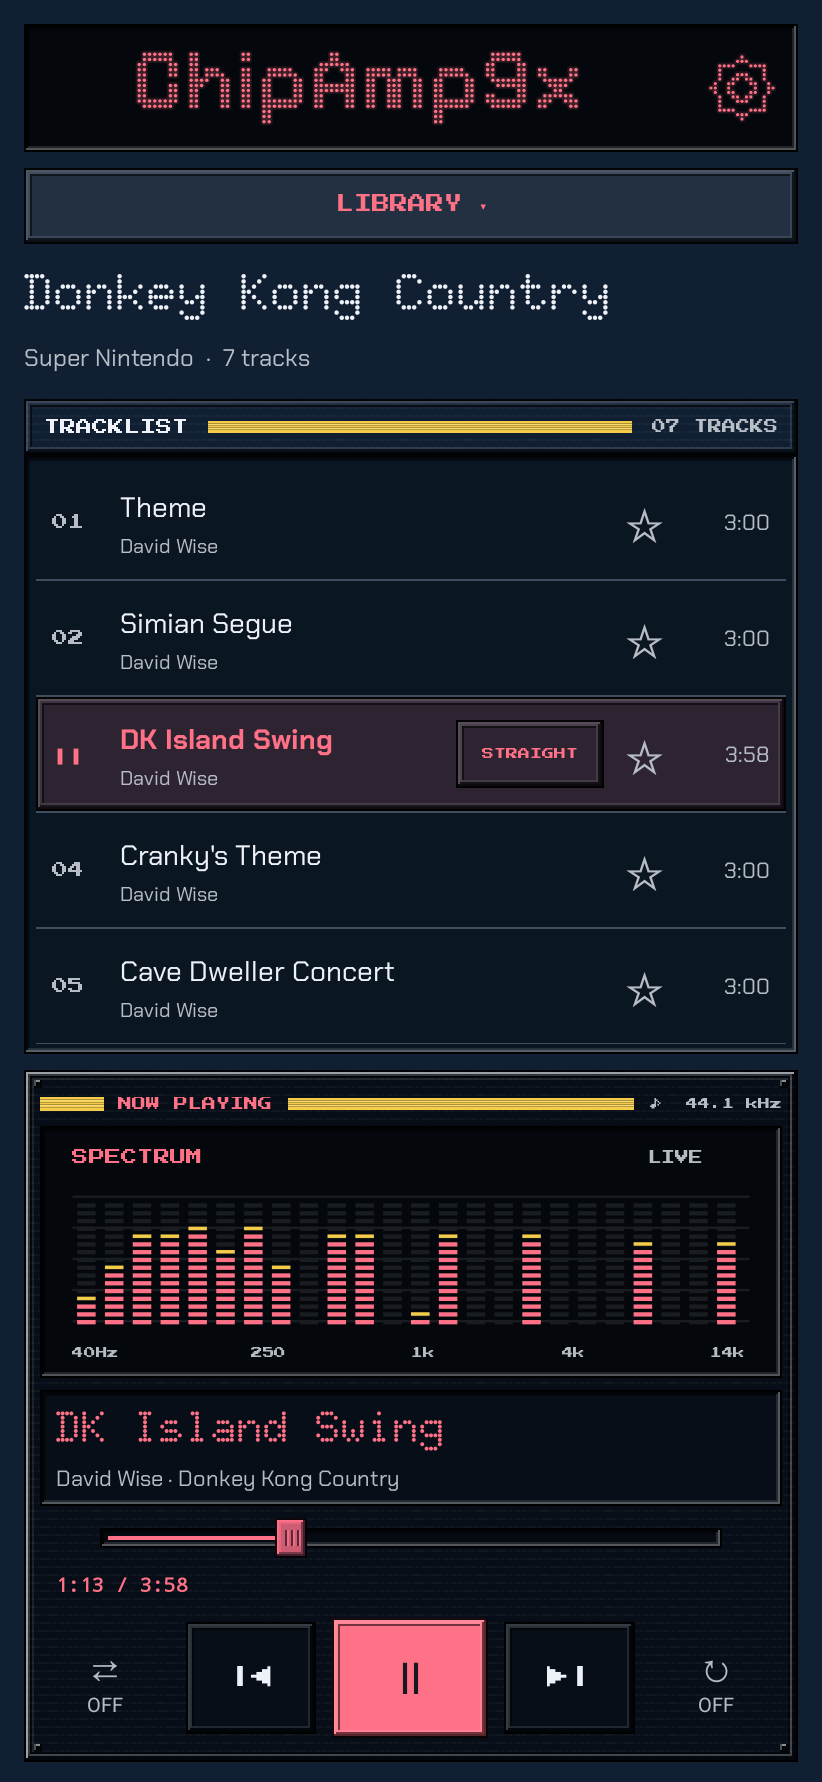 ChipAmp9x
LIBRARY ▾
Donkey Kong Country
Super Nintendo · 7 tracks
TRACKLIST 07 TRACKS
01 Theme 3:00
David Wise
02 Simian Segue 3:00
David Wise
DK Island Swing STRAIGHT 3:58
David Wise
04 Cranky's Theme 3:00
David Wise
05 Cave Dweller Concert 3:00
David Wise
NOW PLAYING ♪ 44.1 kHz
SPECTRUM LIVE
40Hz 250 1k 4k 14k
DK Island Swing
David Wise · Donkey Kong Country
1:13 / 3:58
OFF OFF